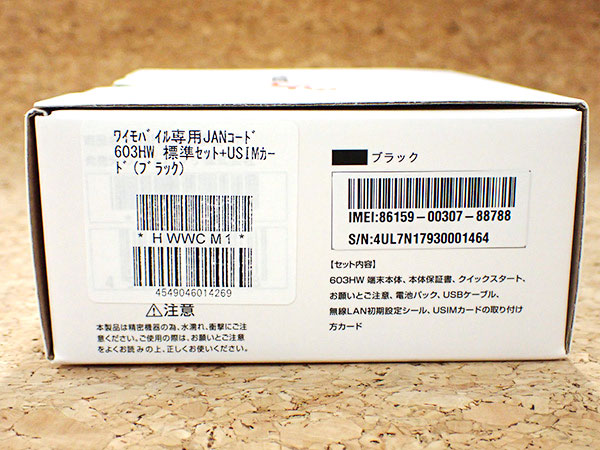 ワイモバイル専用JANコード
603HW 標準セット+USIMカー
ド(ブラック)
* HWWCM1*
4549046014269
⚠注意
本製品は精密機器の為、水濡れ、衝撃にご注
意ください。ご使用の際は、お願いとご注意
をよくお読みの上、正しくお使いください。
ブラック
IMEI:86159-00307-88788
S/N:4UL7N17930001464
【セット内容】
603HW 端末本体、本体保証書、クイックスタート、
お願いとご注意、電池パック、USBケーブル、
無線LAN初期設定シール、USIMカードの取り付け
方カード